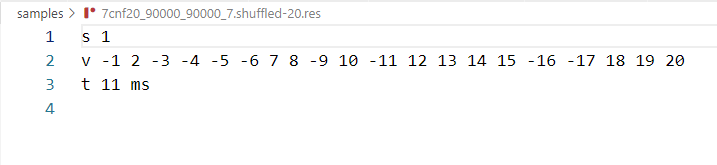 samples > 7cnf20_90000_90000_7.shuffled-20.res
1 s 1
2 v -1 2 -3 -4 -5 -6 7 8 -9 10 -11 12 13 14 15 -16 -17 18 19 20
3 t 11 ms
4